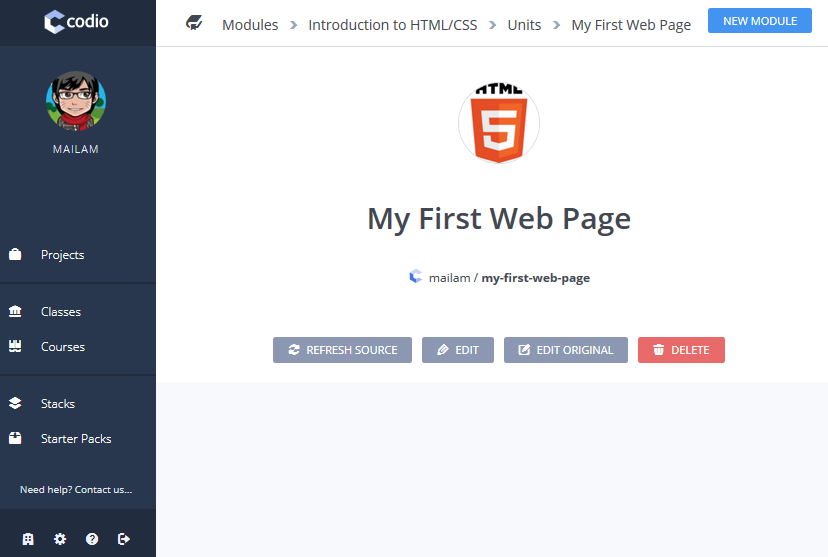 codio
Modules > Introduction to HTML/CSS > Units > My First Web Page
NEW MODULE
MAILAM
Projects
Classes
Courses
Stacks
Starter Packs
Need help? Contact us...
HTML
5
My First Web Page
mailam / my-first-web-page
REFRESH SOURCE
EDIT
EDIT ORIGINAL
DELETE